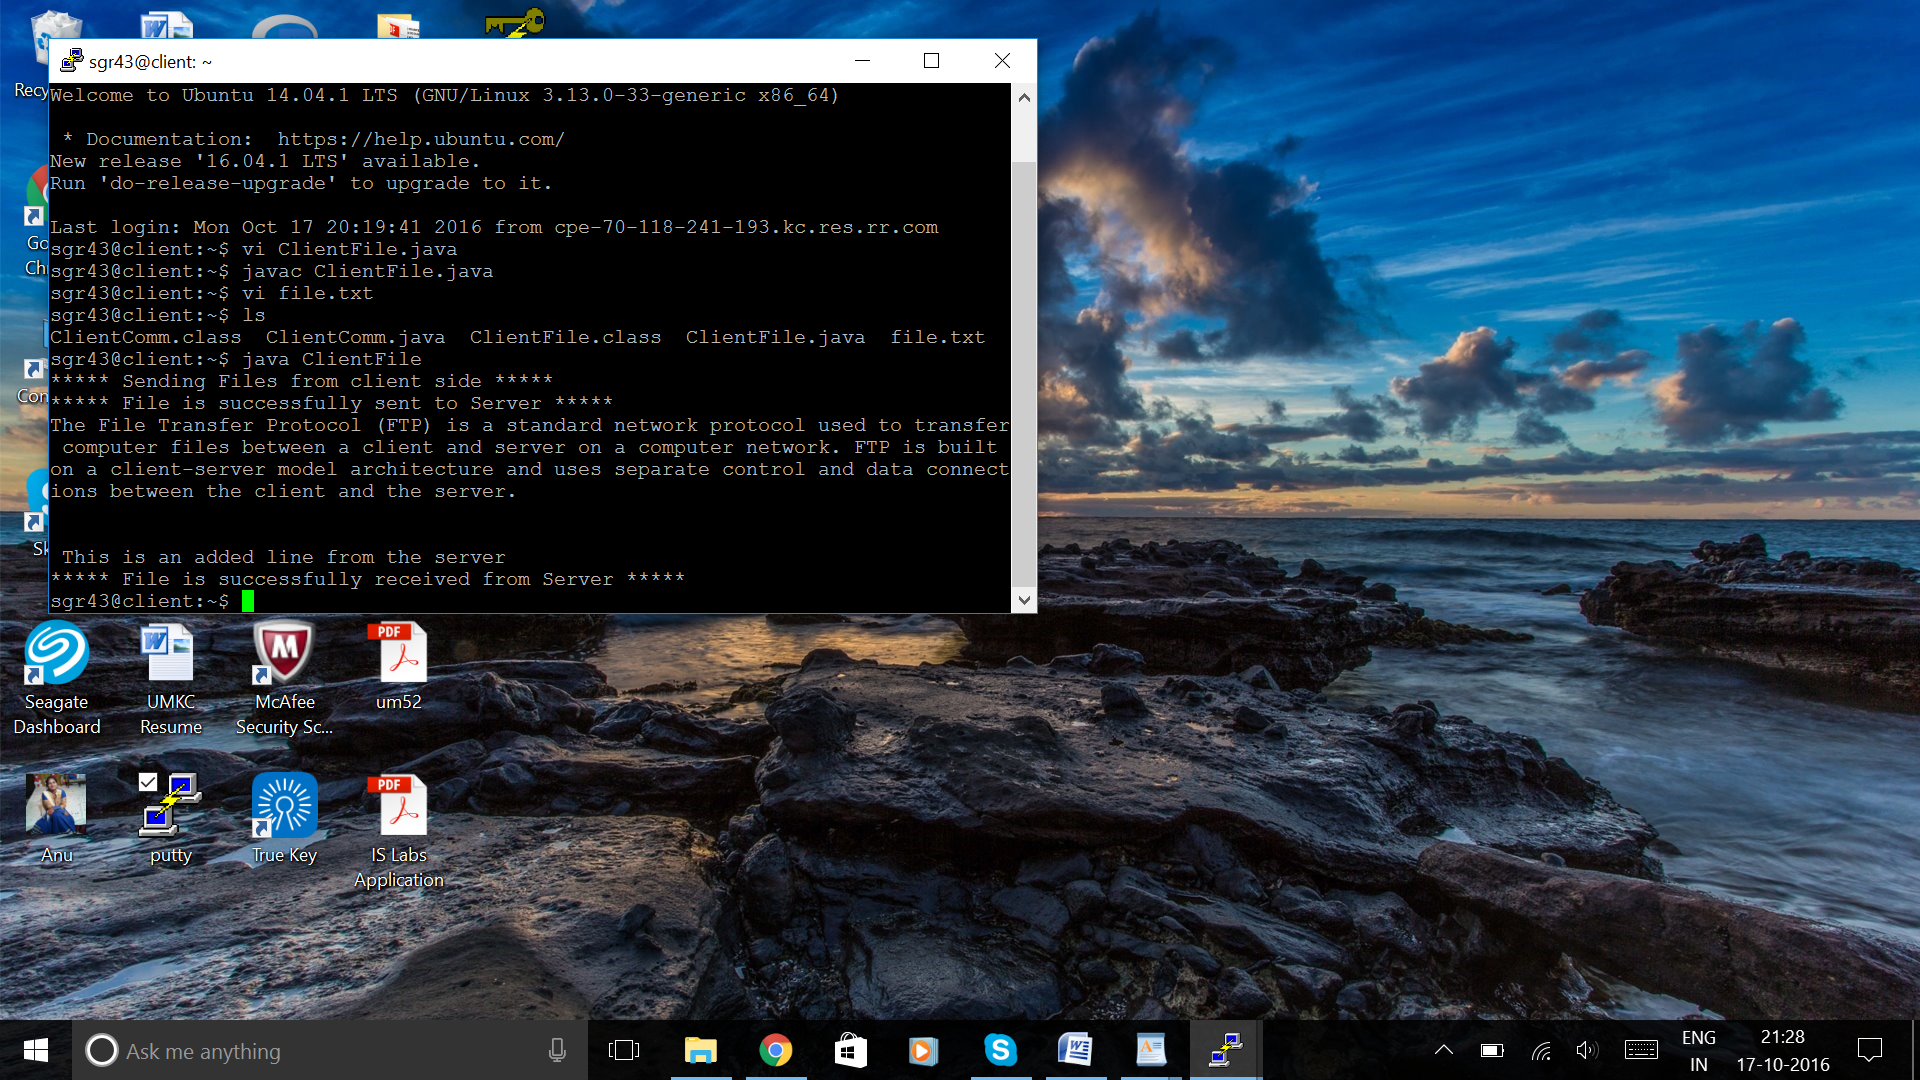 sgr43@client: ~
Welcome to Ubuntu 14.04.1 LTS (GNU/Linux 3.13.0-33-generic x86_64)
* Documentation:  https://help.ubuntu.com/
New release '16.04.1 LTS' available.
Run 'do-release-upgrade' to upgrade to it.
Last login: Mon Oct 17 20:19:41 2016 from cpe-70-118-241-193.kc.res.rr.com
sgr43@client:~$ vi ClientFile.java
sgr43@client:~$ javac ClientFile.java
sgr43@client:~$ vi file.txt
sgr43@client:~$ ls
ClientComm.class  ClientComm.java  ClientFile.class  ClientFile.java  file.txt
sgr43@client:~$ java ClientFile
***** Sending Files from client side *****
***** File is successfully sent to Server *****
The File Transfer Protocol (FTP) is a standard network protocol used to transfer
computer files between a client and server on a computer network. FTP is built
on a client-server model architecture and uses separate control and data connect
ions between the client and the server.
This is an added line from the server
***** File is successfully received from Server *****
sgr43@client:~$
Recy
Go
Ch
Con
Sk
Seagate
Dashboard
UMKC
Resume
McAfee
Security Sc...
PDF
um52
Anu
putty
True Key
PDF
IS Labs
Application
Ask me anything
ENG
IN
21:28
17-10-2016